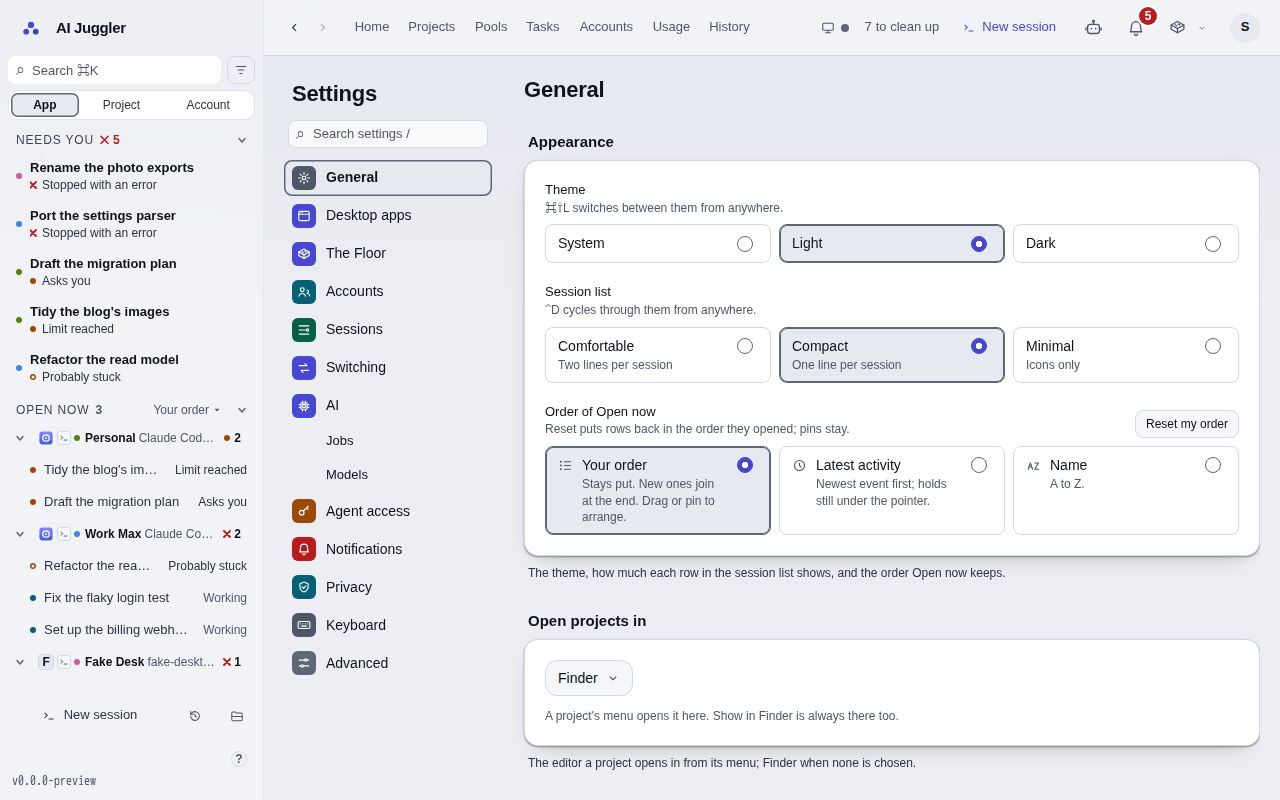 AI Juggler
Search ⌘K
App Project Account
NEEDS YOU 5
Rename the photo exports
Stopped with an error
Port the settings parser
Stopped with an error
Draft the migration plan
Asks you
Tidy the blog's images
Limit reached
Refactor the read model
Probably stuck
OPEN NOW 3 Your order
Personal Claude Cod… 2
Tidy the blog's im… Limit reached
Draft the migration plan Asks you
Work Max Claude Co… 2
Refactor the rea… Probably stuck
Fix the flaky login test Working
Set up the billing webh… Working
F Fake Desk fake-deskt… 1
New session
?
v0.0.0-preview
Home Projects Pools Tasks Accounts Usage History
7 to clean up
New session
5
S
Settings
Search settings /
General
Desktop apps
The Floor
Accounts
Sessions
Switching
AI
Jobs
Models
Agent access
Notifications
Privacy
Keyboard
Advanced
General
Appearance
Theme
⌘⇧L switches between them from anywhere.
System Light Dark
Session list
^D cycles through them from anywhere.
Comfortable
Two lines per session
Compact
One line per session
Minimal
Icons only
Order of Open now
Reset puts rows back in the order they opened; pins stay.
Reset my order
Your order
Stays put. New ones join
at the end. Drag or pin to
arrange.
Latest activity
Newest event first; holds
still under the pointer.
AZ Name
A to Z.
The theme, how much each row in the session list shows, and the order Open now keeps.
Open projects in
Finder
A project's menu opens it here. Show in Finder is always there too.
The editor a project opens in from its menu; Finder when none is chosen.